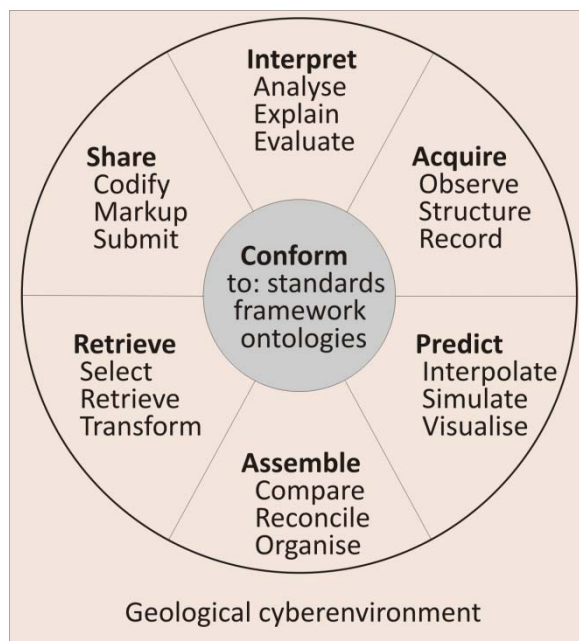 Interpret
Analyse
Explain
Evaluate
Acquire
Observe
Structure
Record
Predict
Interpolate
Simulate
Visualise
Assemble
Compare
Reconcile
Organise
Retrieve
Select
Retrieve
Transform
Share
Codify
Markup
Submit
Conform
to: standards
framework
ontologies
Geological cyberenvironment